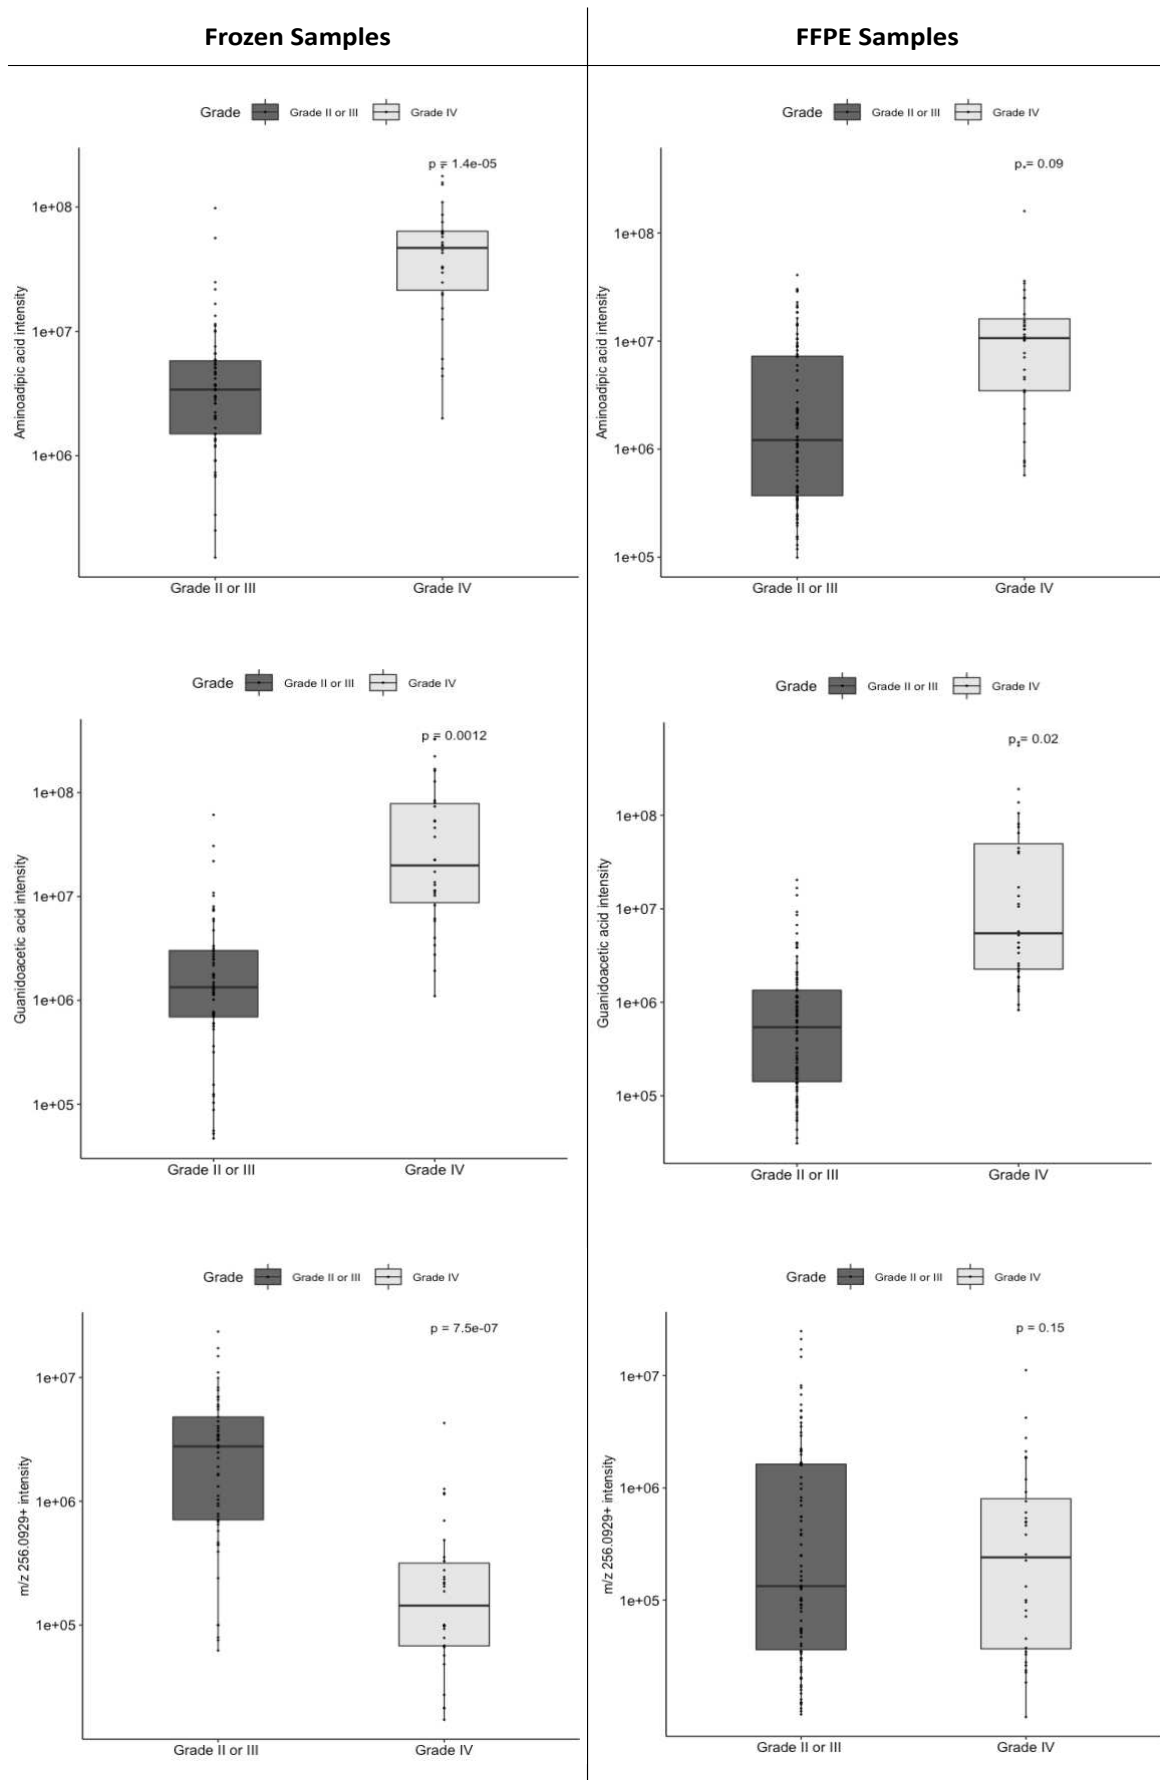 Frozen Samples
FFPE Samples
Grade Grade II or III Grade IV
p = 1.4e-05
1e+08
1e+07
1e+06
Aminoadipic acid intensity
Grade II or III Grade IV
Grade Grade II or III Grade IV
p = 0.09
1e+08
1e+07
1e+06
1e+05
Aminoadipic acid intensity
Grade II or III Grade IV
Grade Grade II or III Grade IV
p = 0.0012
1e+08
1e+07
1e+06
1e+05
Guanidoacetic acid intensity
Grade II or III Grade IV
Grade Grade II or III Grade IV
p = 0.02
1e+08
1e+07
1e+06
1e+05
Guanidoacetic acid intensity
Grade II or III Grade IV
Grade Grade II or III Grade IV
p = 7.5e-07
1e+07
1e+06
1e+05
m/z 256.0929+ intensity
Grade II or III Grade IV
Grade Grade II or III Grade IV
p = 0.15
1e+07
1e+06
1e+05
m/z 256.0929+ intensity
Grade II or III Grade IV